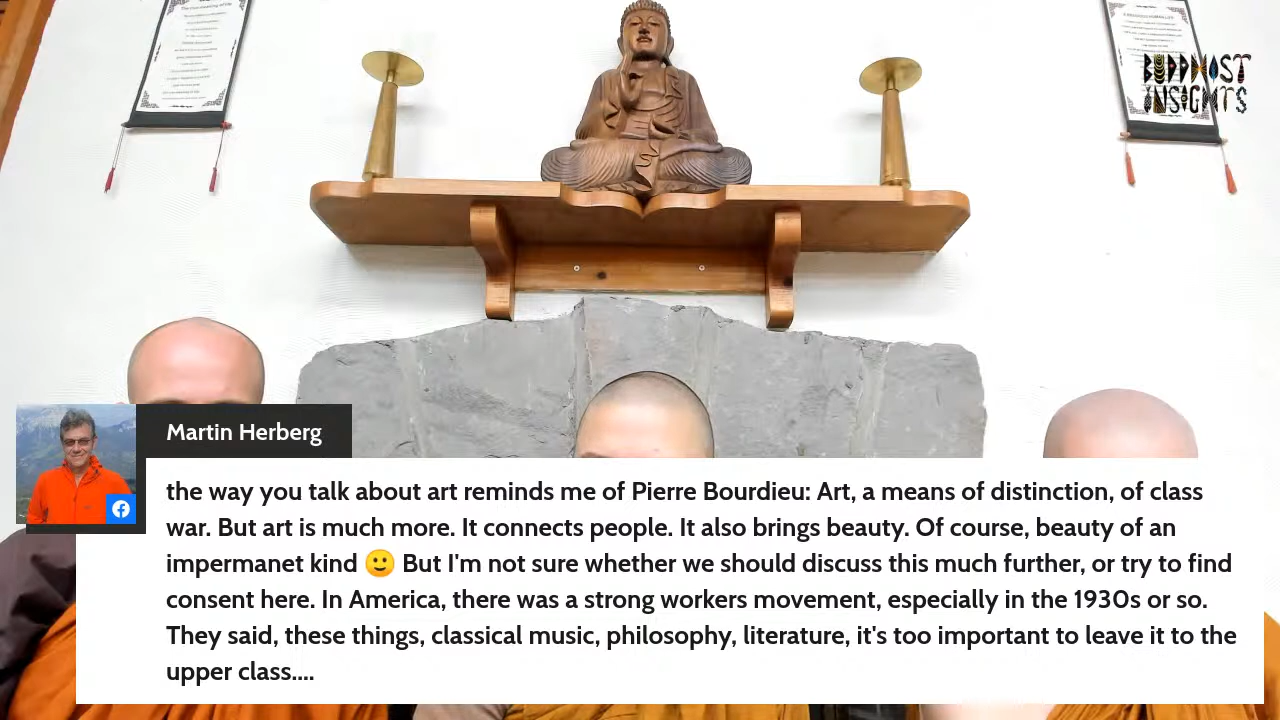 BUDDHIST
INSIGHTS
Martin Herberg
the way you talk about art reminds me of Pierre Bourdieu: Art, a means of distinction, of class
war. But art is much more. It connects people. It also brings beauty. Of course, beauty of an
impermanet kind 🙂 But I'm not sure whether we should discuss this much further, or try to find
consent here. In America, there was a strong workers movement, especially in the 1930s or so.
They said, these things, classical music, philosophy, literature, it's too important to leave it to the
upper class....